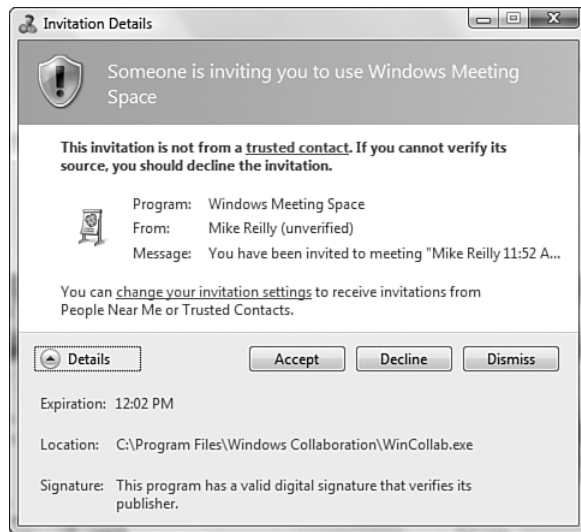 Invitation Details
Someone is inviting you to use Windows Meeting
Space
This invitation is not from a trusted contact. If you cannot verify its
source, you should decline the invitation.
Program: Windows Meeting Space
From: Mike Reilly (unverified)
Message: You have been invited to meeting "Mike Reilly 11:52 A...
You can change your invitation settings to receive invitations from
People Near Me or Trusted Contacts.
Details Accept Decline Dismiss
Expiration: 12:02 PM
Location: C:\Program Files\Windows Collaboration\WinCollab.exe
Signature: This program has a valid digital signature that verifies its
publisher.